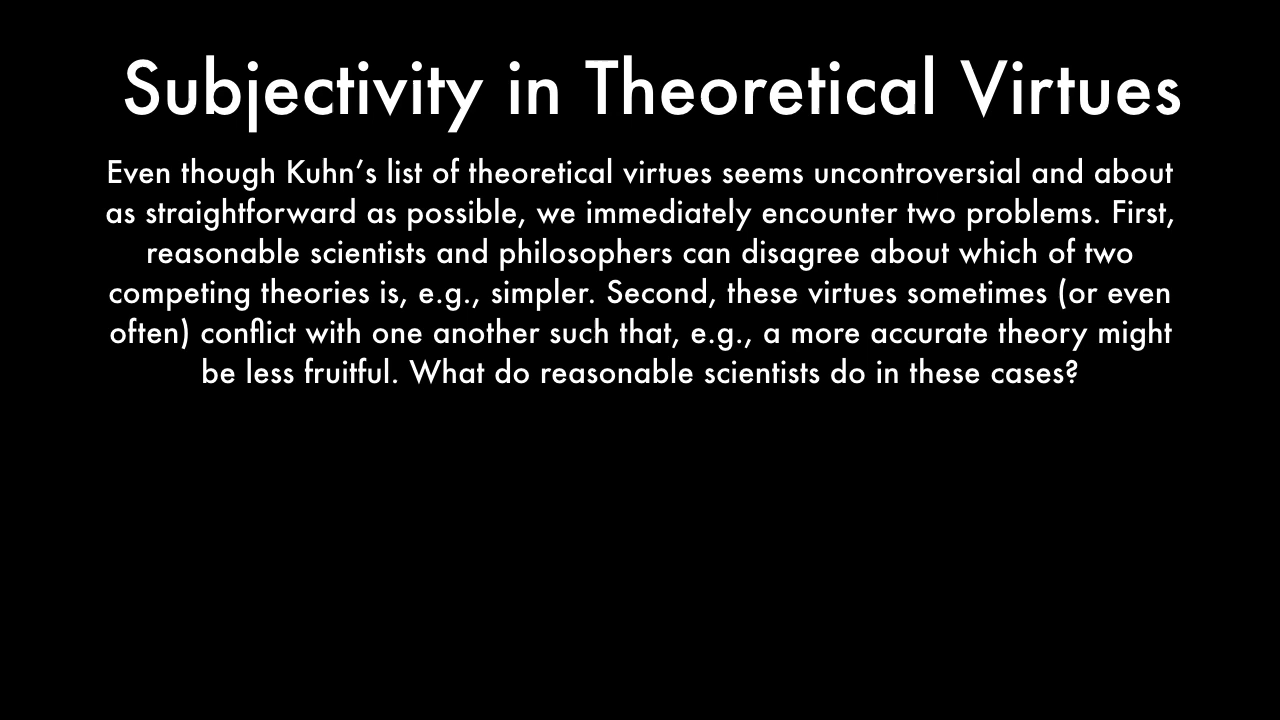 Subjectivity in Theoretical Virtues
Even though Kuhn’s list of theoretical virtues seems uncontroversial and about
as straightforward as possible, we immediately encounter two problems. First,
reasonable scientists and philosophers can disagree about which of two
competing theories is, e.g., simpler. Second, these virtues sometimes (or even
often) conflict with one another such that, e.g., a more accurate theory might
be less fruitful. What do reasonable scientists do in these cases?